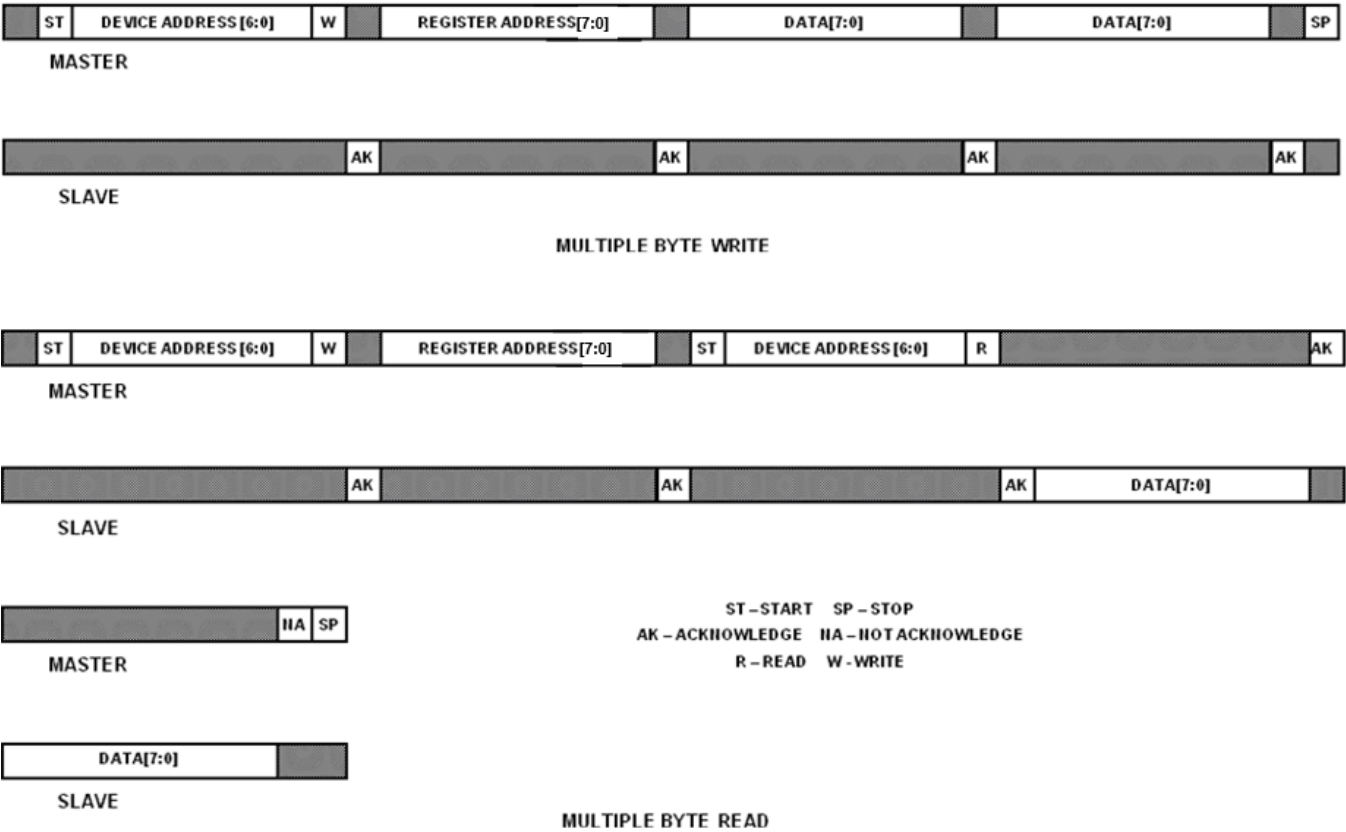 ST DEVICE ADDRESS[6:0] W REGISTER ADDRESS[7:0] DATA[7:0] DATA[7:0] SP
MASTER
AK AK AK AK
SLAVE
MULTIPLE BYTE WRITE
ST DEVICE ADDRESS[6:0] W REGISTER ADDRESS[7:0] ST DEVICE ADDRESS[6:0] R AK
MASTER
AK AK AK DATA[7:0]
SLAVE
NA SP
MASTER
ST – START SP – STOP
AK – ACKNOWLEDGE NA – NOT ACKNOWLEDGE
R – READ W - WRITE
DATA[7:0]
SLAVE
MULTIPLE BYTE READ